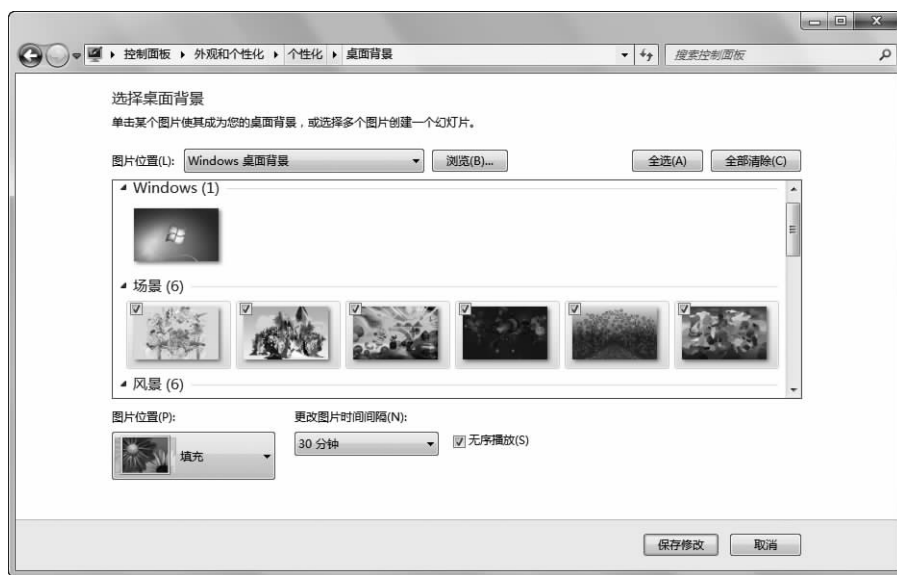 控制面板 ▸ 外观和个性化 ▸ 个性化 ▸ 桌面背景
搜索控制面板
选择桌面背景
单击某个图片使其成为您的桌面背景，或选择多个图片创建一个幻灯片。
图片位置(L): Windows 桌面背景 浏览(B)... 全选(A) 全部清除(C)
Windows (1)
场景 (6)
风景 (6)
图片位置(P): 更改图片时间间隔(N):
填充 30 分钟 无序播放(S)
保存修改 取消